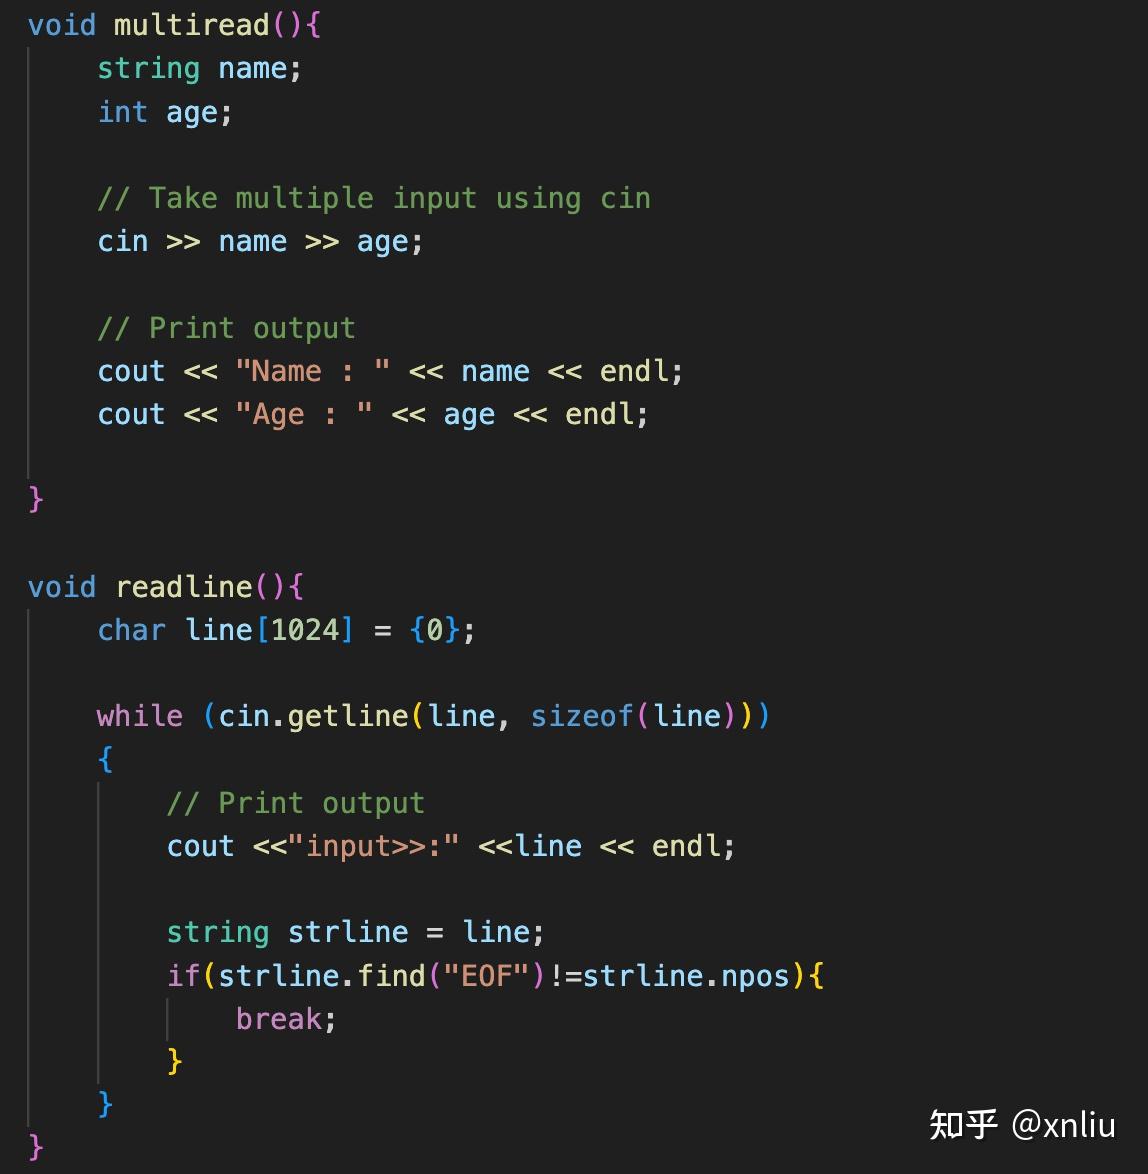 void multiread(){
    string name;
    int age;

    // Take multiple input using cin
    cin >> name >> age;

    // Print output
    cout << "Name : " << name << endl;
    cout << "Age : " << age << endl;

}

void readline(){
    char line[1024] = {0};

    while (cin.getline(line, sizeof(line)))
    {
        // Print output
        cout <<"input>>:" <<line << endl;

        string strline = line;
        if(strline.find("EOF")!=strline.npos){
            break;
        }
    }
}
知乎 @xnliu